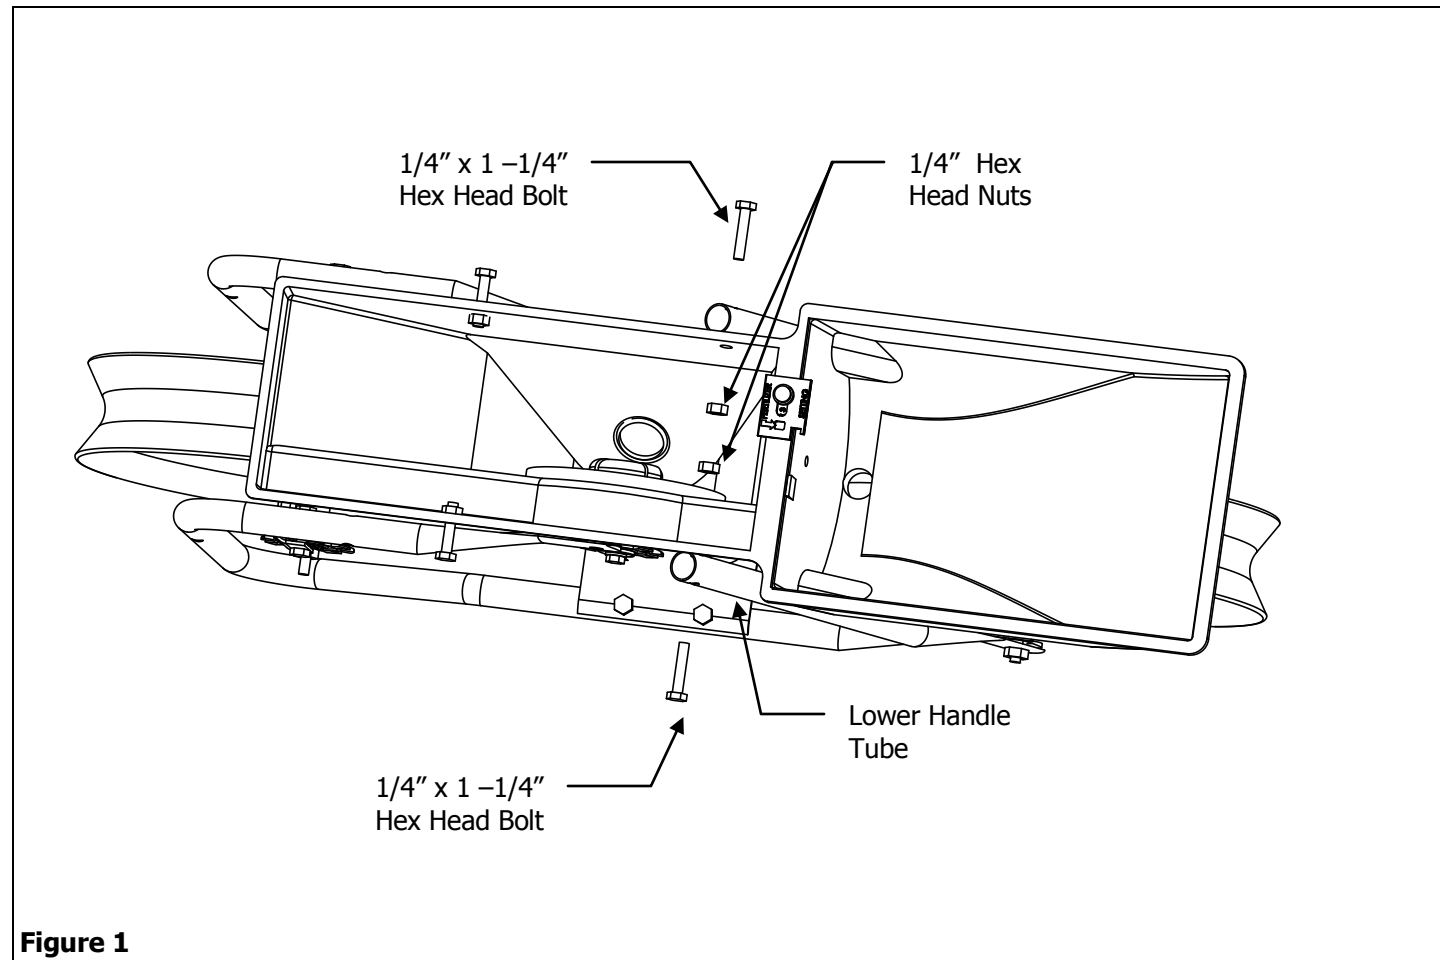 1/4” x 1 –1/4”
Hex Head Bolt
1/4”  Hex
Head Nuts
Lower Handle
Tube
1/4” x 1 –1/4”
Hex Head Bolt
Figure 1